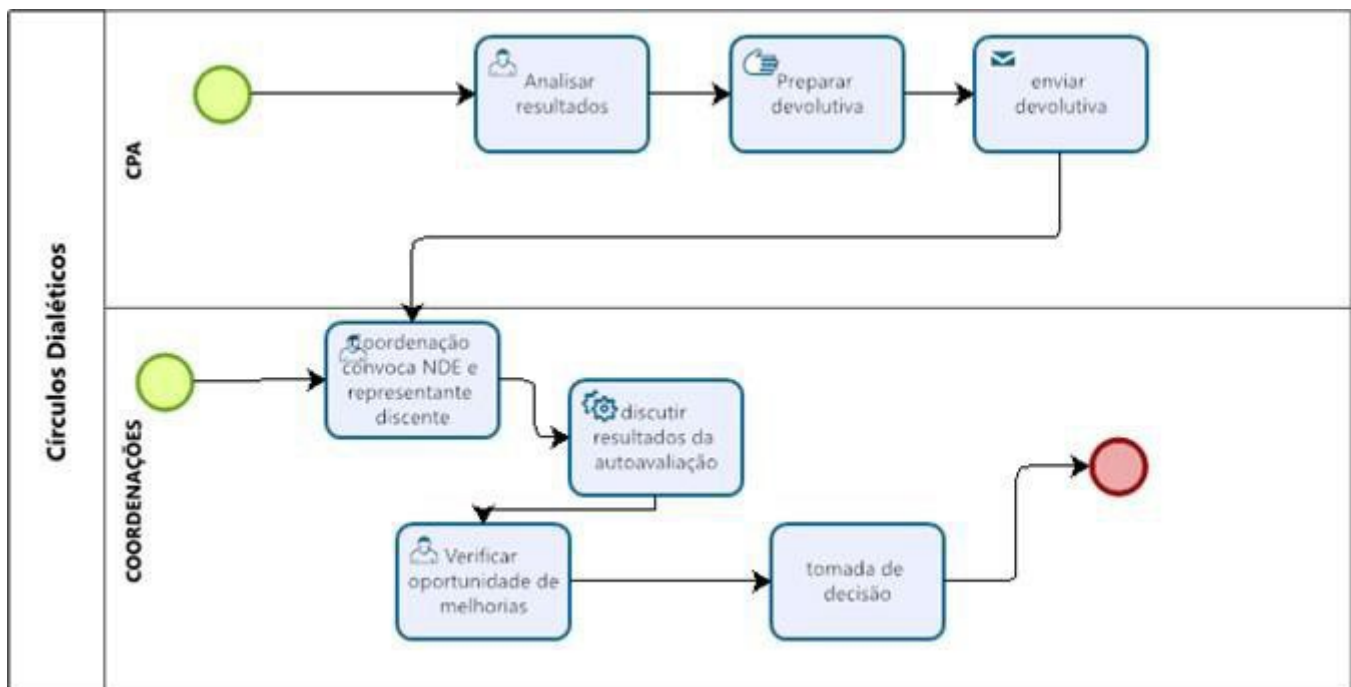 Círculos Dialéticos
CPA
Analisar
resultados
Preparar
devolutiva
enviar
devolutiva
COORDENAÇÕES
Coordenação
convoca NDE e
representante
discente
discutir
resultados da
autoavaliação
Verificar
oportunidade de
melhorias
tomada de
decisão